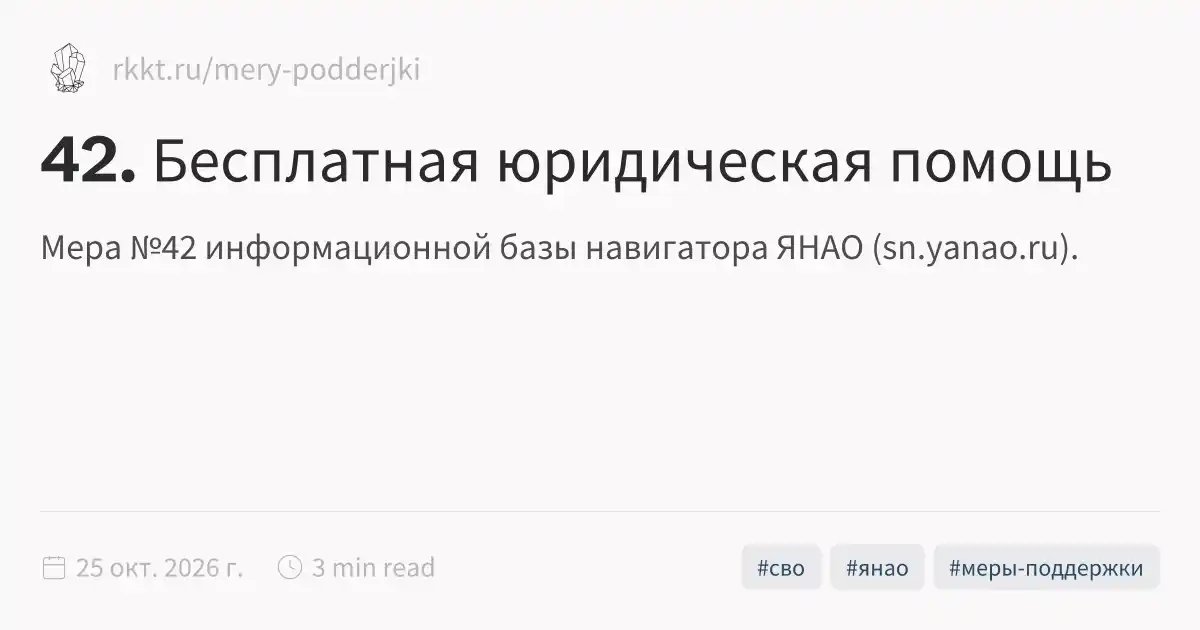 rkkt.ru/mery-podderjki
42. Бесплатная юридическая помощь
Мера №42 информационной базы навигатора ЯНАО (sn.yanao.ru).
25 окт. 2026 г. 3 min read #сво #янао #меры-поддержки